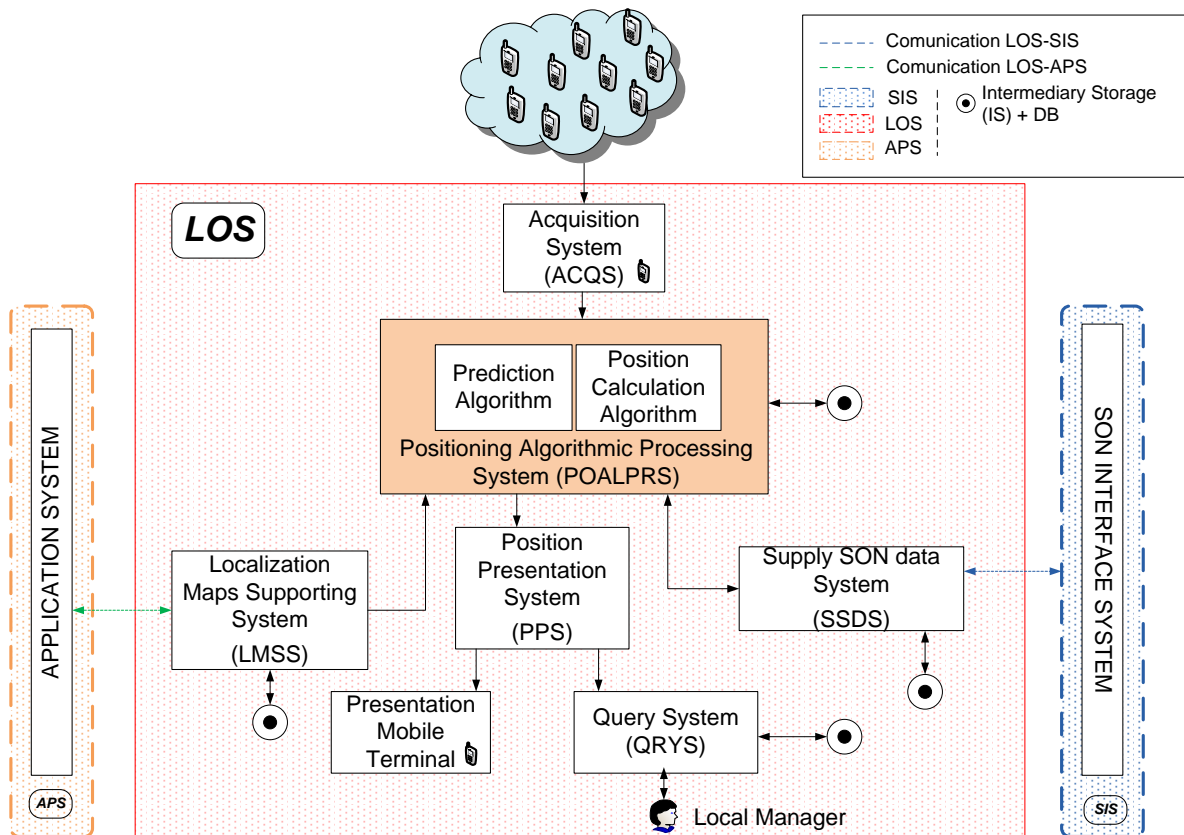 Comunication LOS-SIS
Comunication LOS-APS
SIS
LOS
APS
Intermediary Storage
(IS) + DB
LOS
Acquisition
System
(ACQS)
Prediction
Algorithm
Position
Calculation
Algorithm
Positioning Algorithmic Processing
System (POALPRS)
APPLICATION SYSTEM
APS
Localization
Maps Supporting
System
(LMSS)
Position
Presentation
System
(PPS)
Supply SON data
System
(SSDS)
SON INTERFACE SYSTEM
SIS
Presentation
Mobile
Terminal
Query System
(QRYS)
Local Manager